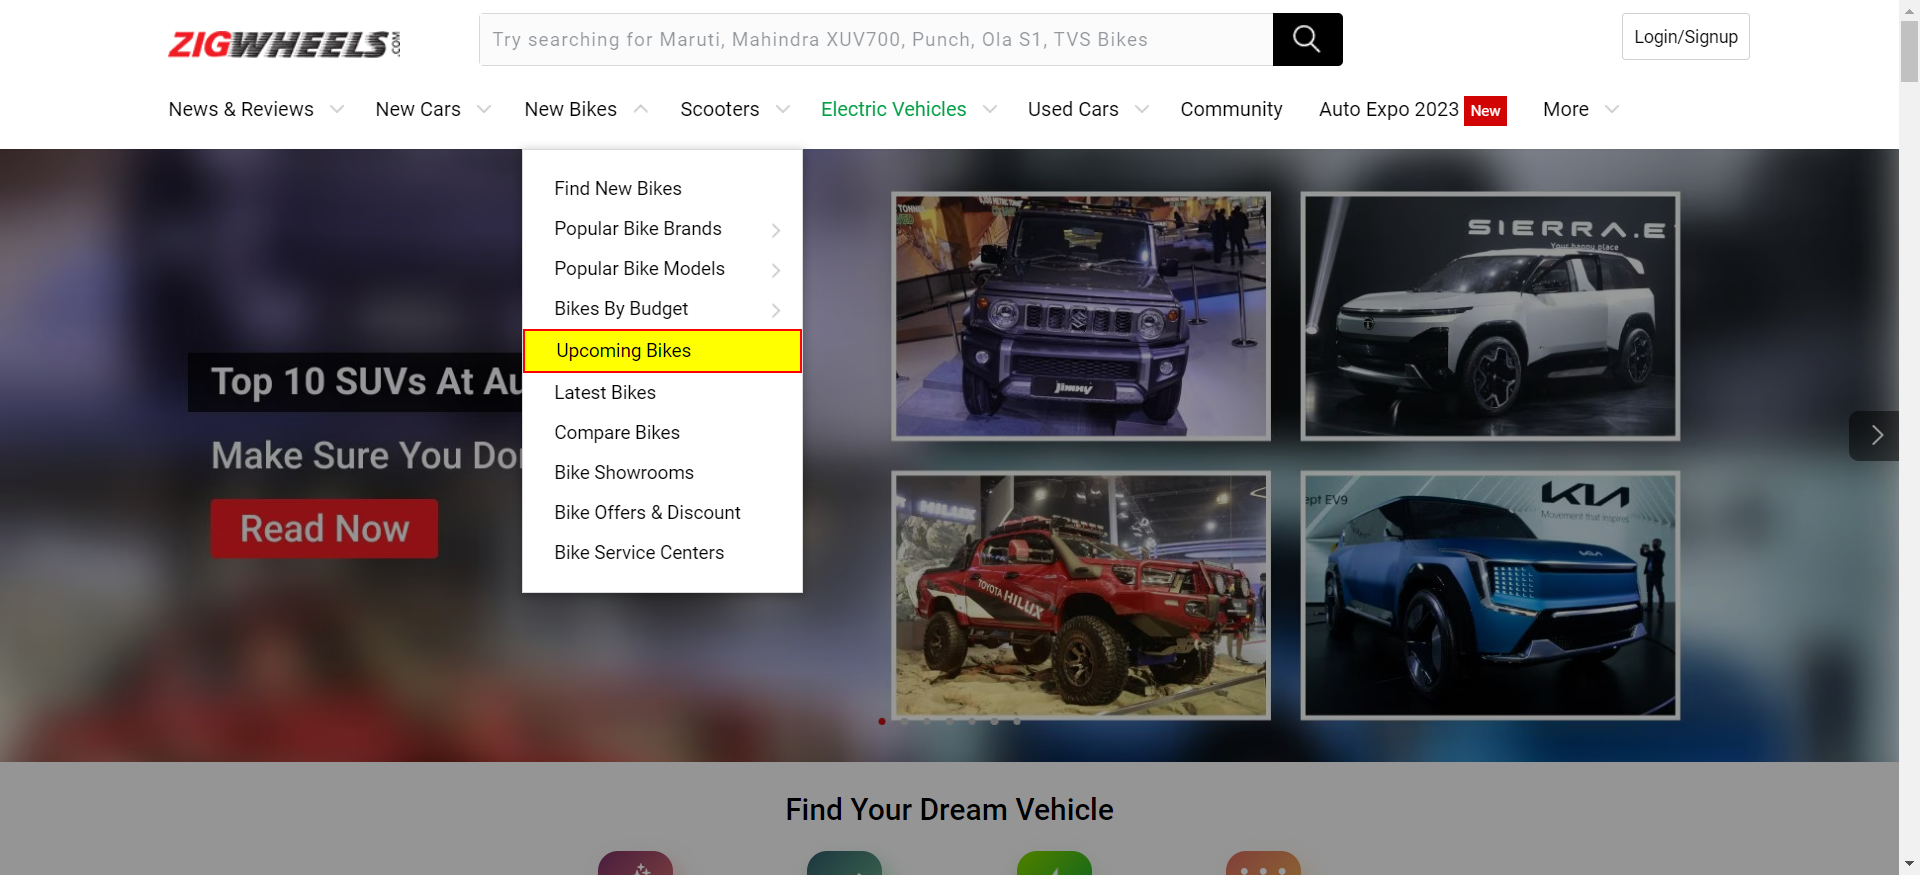 ZIGWHEELS.COM
Try searching for Maruti, Mahindra XUV700, Punch, Ola S1, TVS Bikes
Login/Signup
News & Reviews
New Cars
New Bikes
Scooters
Electric Vehicles
Used Cars
Community
Auto Expo 2023 New
More
Find New Bikes
Popular Bike Brands
Popular Bike Models
Bikes By Budget
Upcoming Bikes
Latest Bikes
Compare Bikes
Bike Showrooms
Bike Offers & Discount
Bike Service Centers
Top 10 SUVs At Au
Make Sure You Do
Read Now
JIMNY
SIERRA.E
Your happy place
HILUX
TOYOTA HILUX
ept EV9
KIA
Movement that inspires
Find Your Dream Vehicle